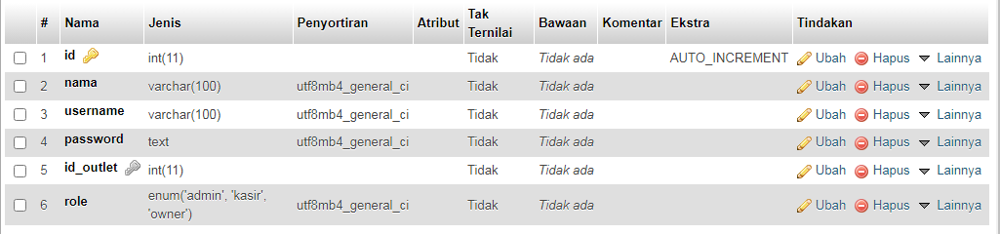 # Nama Jenis Penyortiran Atribut Tak Ternilai Bawaan Komentar Ekstra Tindakan
1 id int(11) Tidak Tidak ada AUTO_INCREMENT Ubah Hapus Lainnya
2 nama varchar(100) utf8mb4_general_ci Tidak Tidak ada Ubah Hapus Lainnya
3 username varchar(100) utf8mb4_general_ci Tidak Tidak ada Ubah Hapus Lainnya
4 password text utf8mb4_general_ci Tidak Tidak ada Ubah Hapus Lainnya
5 id_outlet int(11) Tidak Tidak ada Ubah Hapus Lainnya
6 role enum('admin', 'kasir', 'owner') utf8mb4_general_ci Tidak Tidak ada Ubah Hapus Lainnya